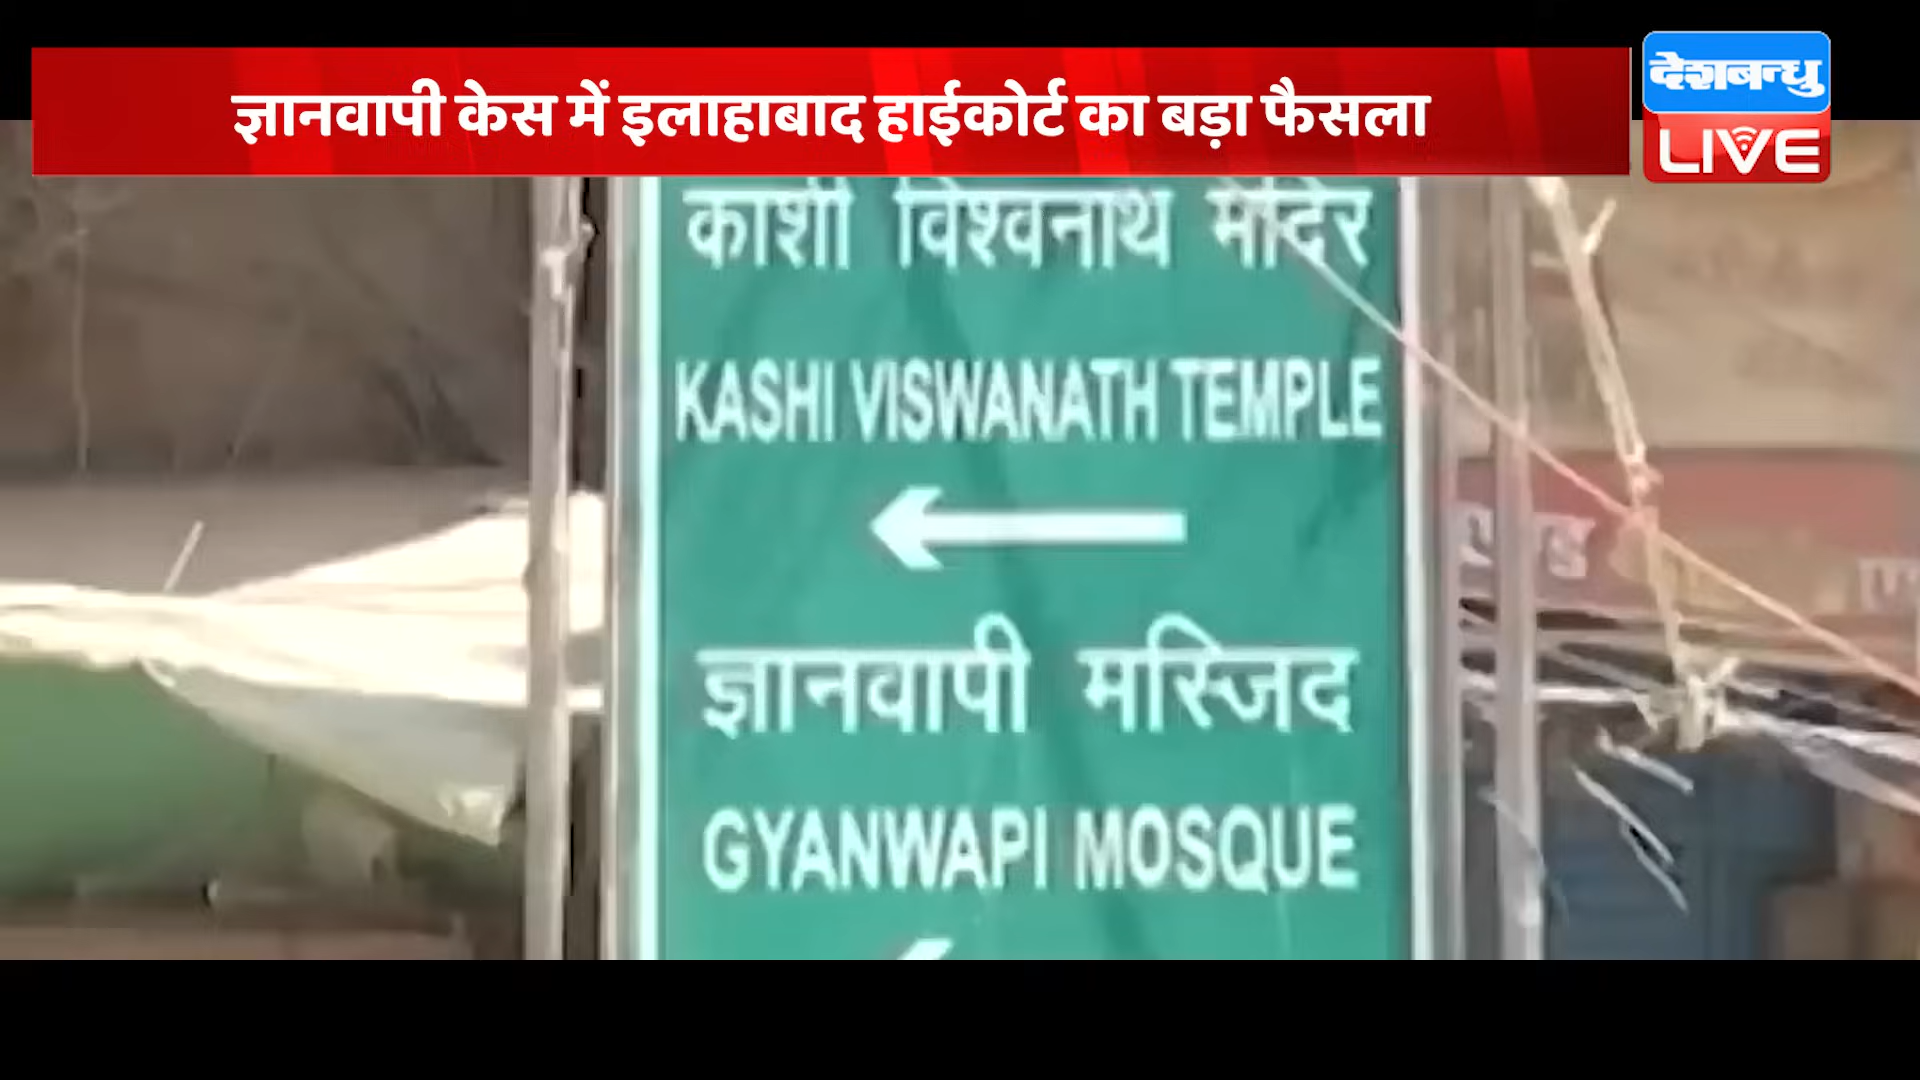 ज्ञानवापी केस में इलाहाबाद हाईकोर्ट का बड़ा फैसला
देशबन्धु
LIVE
काशी विश्वनाथ मंदिर
KASHI VISWANATH TEMPLE
ज्ञानवापी मस्जिद
GYANWAPI MOSQUE